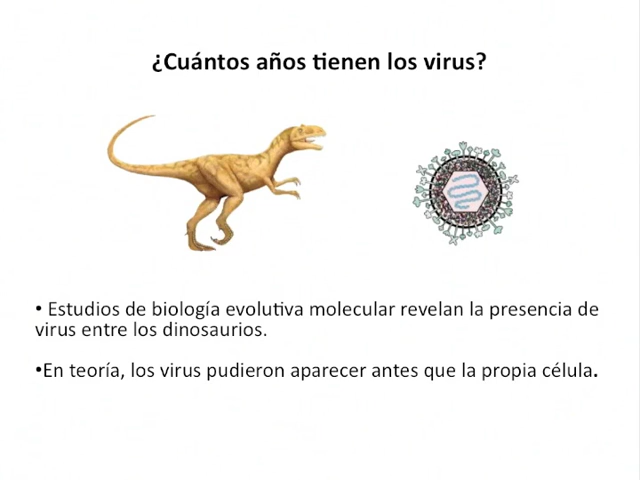 ¿Cuántos años tienen los virus?
• Estudios de biología evolutiva molecular revelan la presencia de
virus entre los dinosaurios.
•En teoría, los virus pudieron aparecer antes que la propia célula.